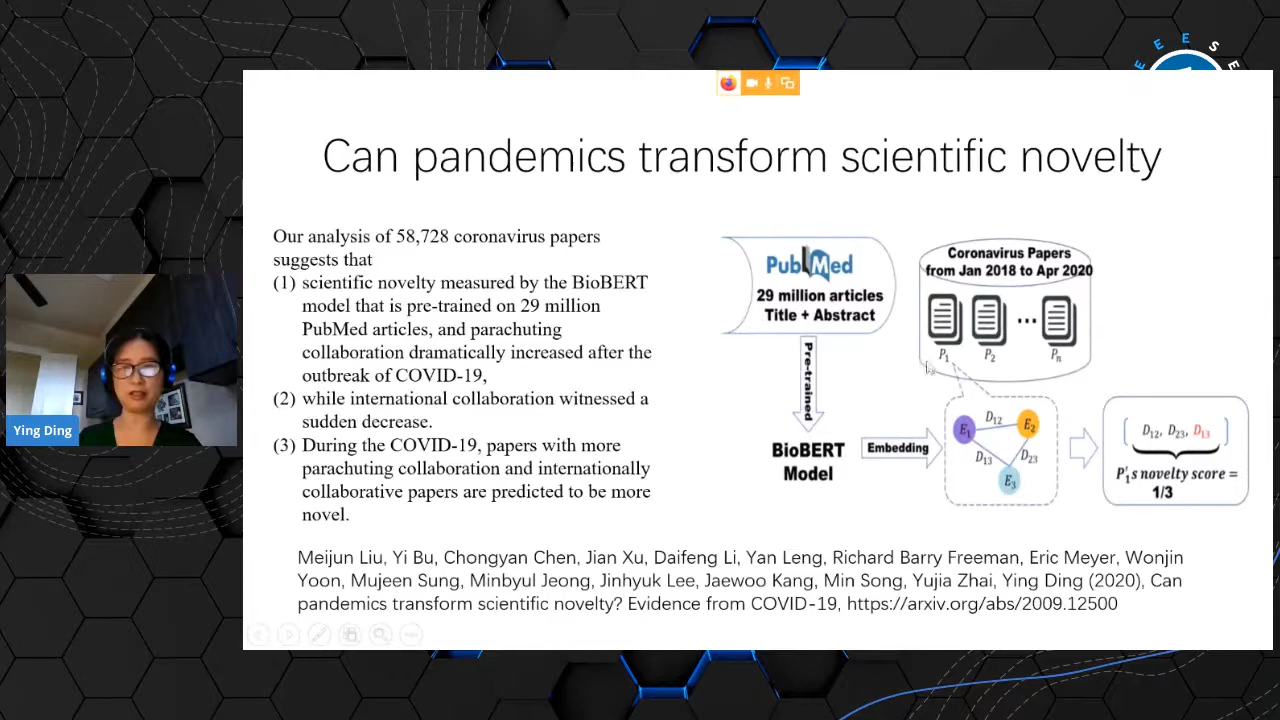 E E S E
Can pandemics transform scientific novelty
Our analysis of 58,728 coronavirus papers
suggests that
(1) scientific novelty measured by the BioBERT
model that is pre-trained on 29 million
PubMed articles, and parachuting
collaboration dramatically increased after the
outbreak of COVID-19,
(2) while international collaboration witnessed a
sudden decrease.
(3) During the COVID-19, papers with more
parachuting collaboration and internationally
collaborative papers are predicted to be more
novel.
PubMed
29 million articles
Title + Abstract
Pre-trained
BioBERT
Model
Embedding
Coronavirus Papers
from Jan 2018 to Apr 2020
...
P1 P2 Pn
E1 D12 E2
D13 D23
E3
D12, D23, D13
P1's novelty score =
1/3
Meijun Liu, Yi Bu, Chongyan Chen, Jian Xu, Daifeng Li, Yan Leng, Richard Barry Freeman, Eric Meyer, Wonjin
Yoon, Mujeen Sung, Minbyul Jeong, Jinhyuk Lee, Jaewoo Kang, Min Song, Yujia Zhai, Ying Ding (2020), Can
pandemics transform scientific novelty? Evidence from COVID-19, https://arxiv.org/abs/2009.12500
Ying Ding